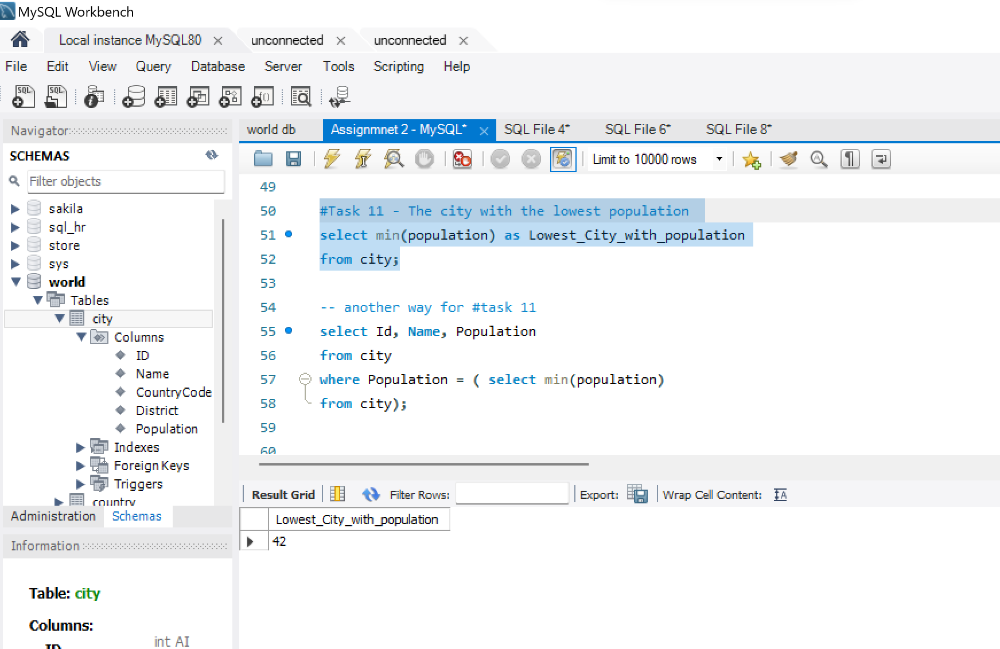 MySQL Workbench
Local instance MySQL80
unconnected
unconnected
File Edit View Query Database Server Tools Scripting Help
Navigator
SCHEMAS
Filter objects
sakila
sql_hr
store
sys
world
Tables
city
Columns
ID
Name
CountryCode
District
Population
Indexes
Foreign Keys
Triggers
country
Administration Schemas
Information
Table: city
Columns:
ID int AI
world db
Assignmnet 2 - MySQL*
SQL File 4*
SQL File 6*
SQL File 8*
Limit to 10000 rows
49
50 #Task 11 - The city with the lowest population
51 select min(population) as Lowest_City_with_population
52 from city;
53
54 -- another way for #task 11
55 select Id, Name, Population
56 from city
57 where Population = ( select min(population)
58 from city);
59
60
Result Grid Filter Rows: Export: Wrap Cell Content:
Lowest_City_with_population
42